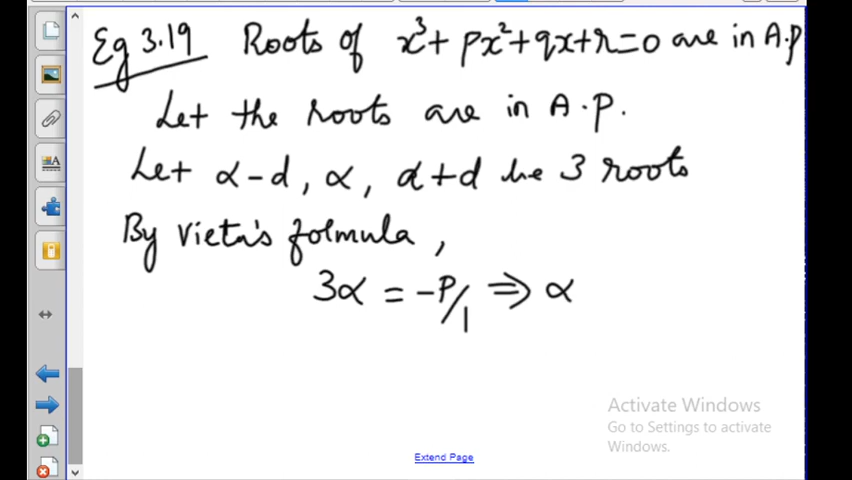 Eg 3.19 Roots of x³ + px² + qx + r = 0 are in A.P
Let the roots are in A.P.
Let α - d, α, α + d be 3 roots
By Vieta's formula,
3α = -P/1 ⇒ α
Activate Windows
Go to Settings to activate
Windows.
Extend Page